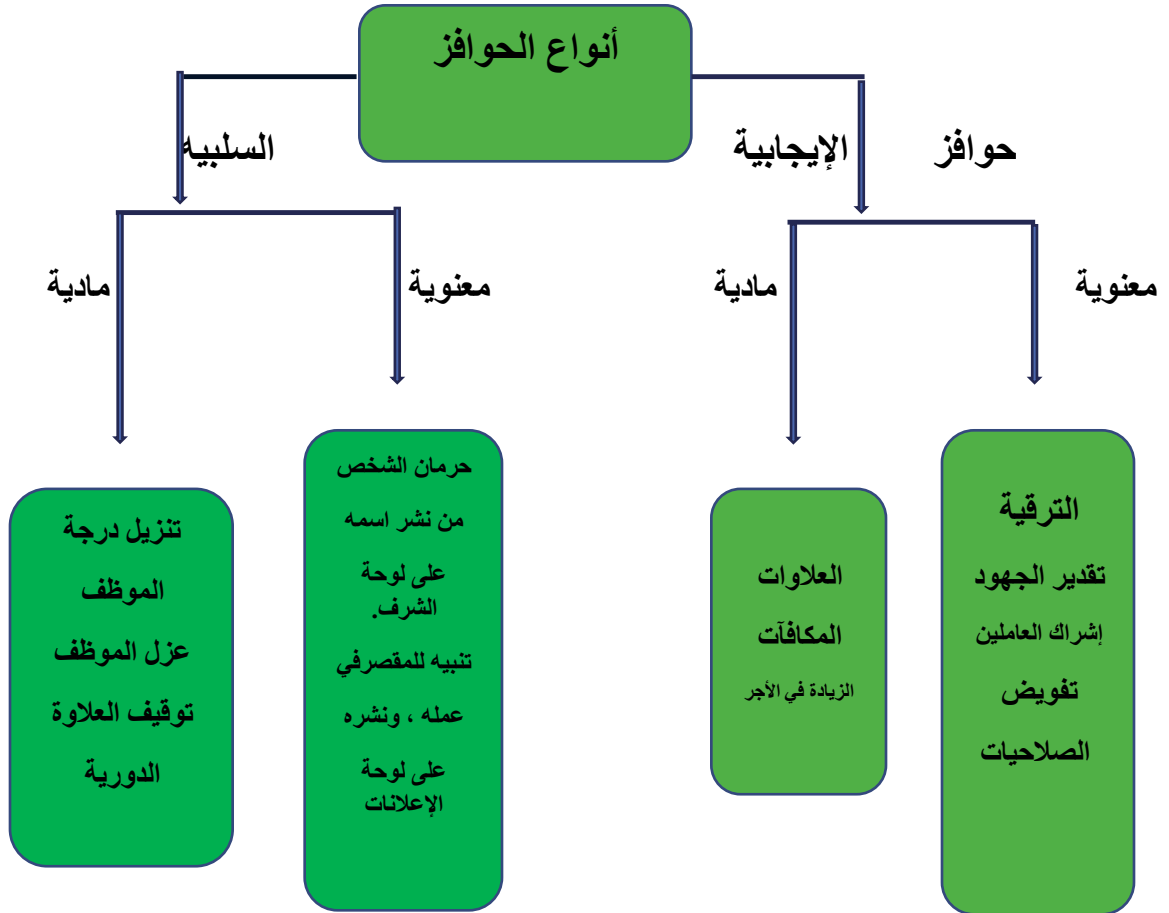 أنواع الحوافز
حوافز الإيجابية
السلبيه
معنوية
مادية
معنوية
مادية
الترقية
تقدير الجهود
إشراك العاملين
تفويض
الصلاحيات
العلاوات
المكافآت
الزيادة في الأجر
حرمان الشخص
من نشر اسمه
على لوحة
الشرف.
تنبيه للمقصرفي
عمله ، ونشره
على لوحة
الإعلانات
تنزيل درجة
الموظف
عزل الموظف
توقيف العلاوة
الدورية